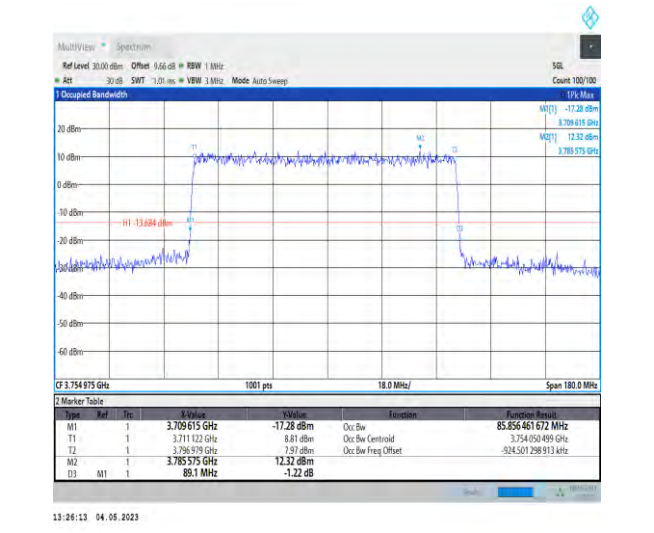 MultiView Spectrum
Ref Level 30.00 dBm Offset 9.66 dB RBW 1 MHz SGL
Att 30 dB SWT 1.01 ms VBW 3 MHz Mode Auto Sweep Count 100/100
1 Occupied Bandwidth 1Pk Max
M1[1] -17.28 dBm
3.709 615 GHz
M2[1] 12.32 dBm
3.785 575 GHz
20 dBm
M2
T1
T2
10 dBm
0 dBm
-10 dBm
H1 -13.684 dBm
M1
-20 dBm
D3
-30 dBm
-40 dBm
-50 dBm
-60 dBm
CF 3.754 975 GHz 1001 pts 18.0 MHz/ Span 180.0 MHz
2 Marker Table
Type Ref Trc X-Value Y-Value Function Function Result
M1 1 3.709 615 GHz -17.28 dBm Occ Bw 85.856 461 672 MHz
T1 1 3.711 122 GHz 8.81 dBm Occ Bw Centroid 3.754 050 499 GHz
T2 1 3.796 979 GHz 7.97 dBm Occ Bw Freq Offset -924.501 298 913 kHz
M2 1 3.785 575 GHz 12.32 dBm
D3 M1 1 89.1 MHz -1.22 dB
13:26:13 04.05.2023